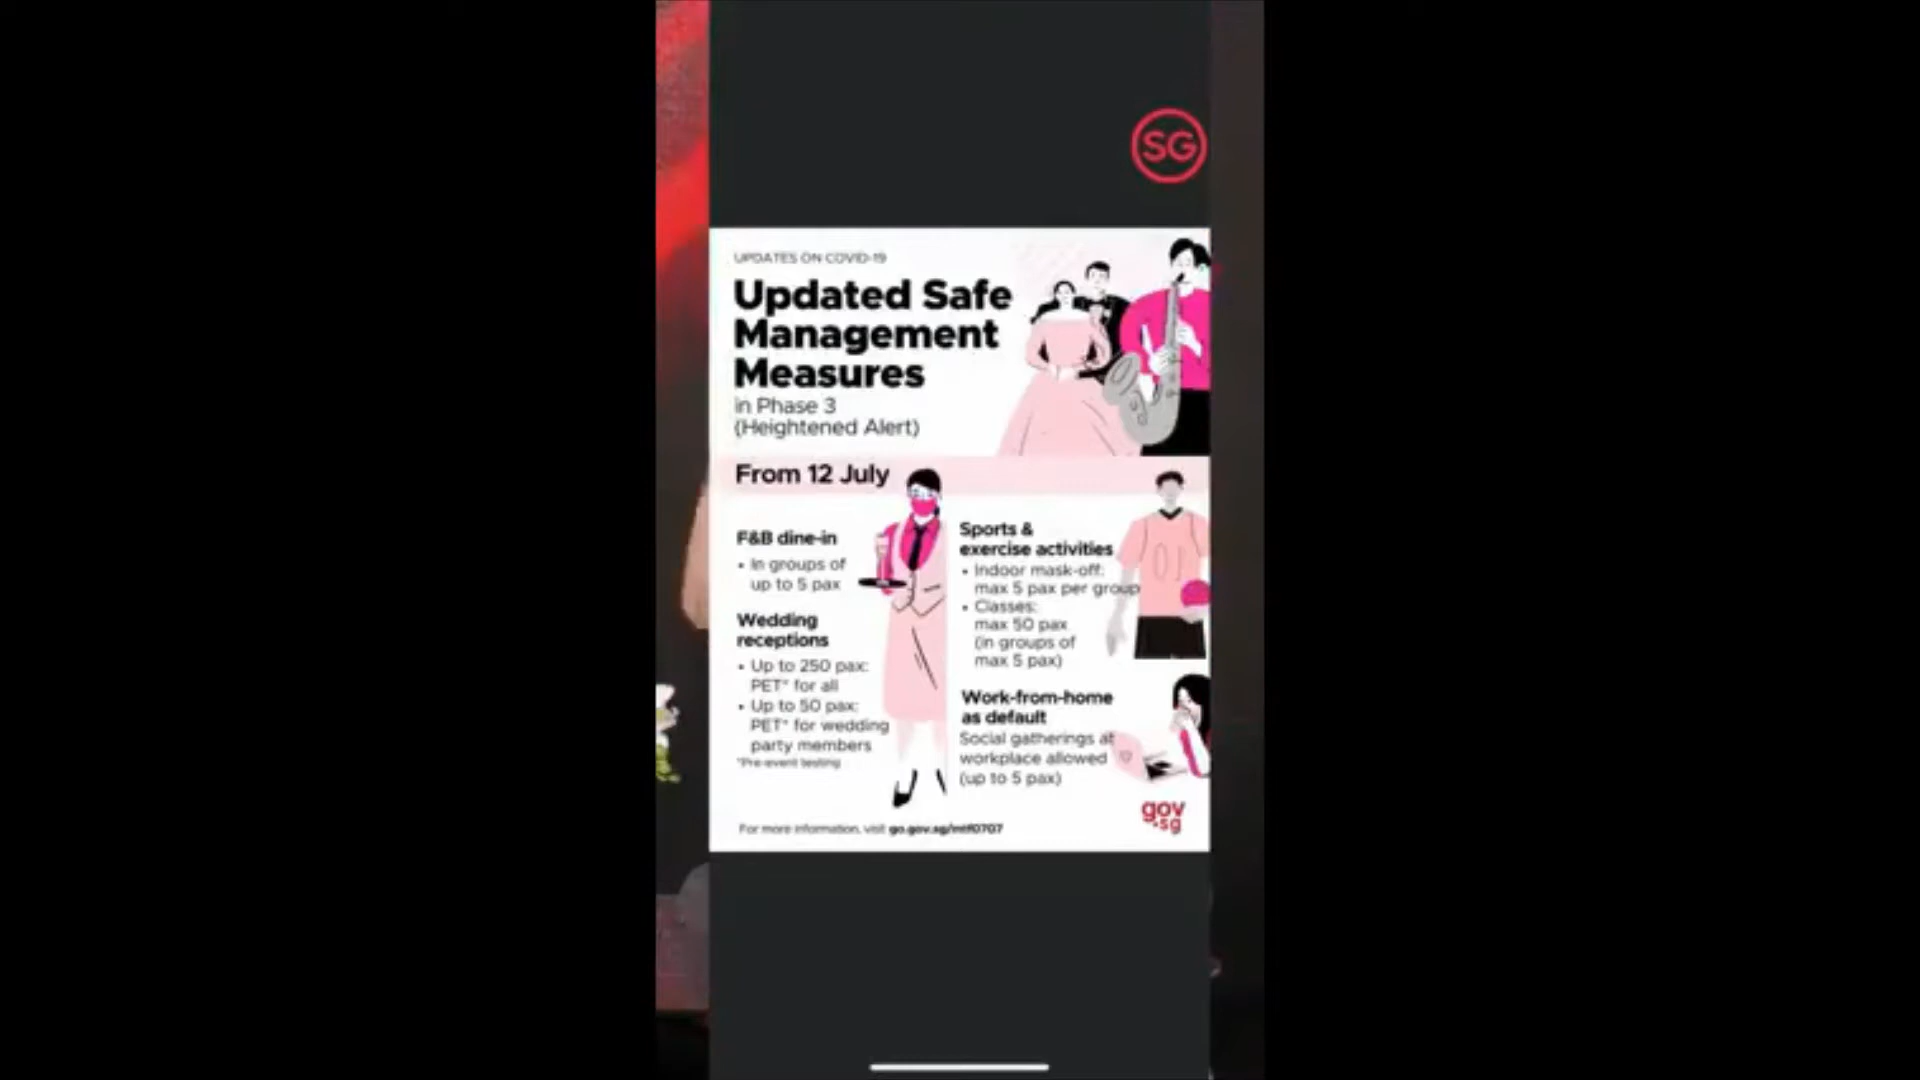 SG
UPDATES ON COVID-19
Updated Safe
Management
Measures
in Phase 3
(Heightened Alert)
From 12 July
F&B dine-in
• In groups of
up to 5 pax
Wedding
receptions
• Up to 250 pax:
PET* for all
• Up to 50 pax:
PET* for wedding
party members
*Pre-event testing
Sports &
exercise activities
• Indoor mask-off:
max 5 pax per group
• Classes:
max 50 pax
(in groups of
max 5 pax)
Work-from-home
as default
Social gatherings at
workplace allowed
(up to 5 pax)
gov
.sg
For more information, visit go.gov.sg/mtf0707